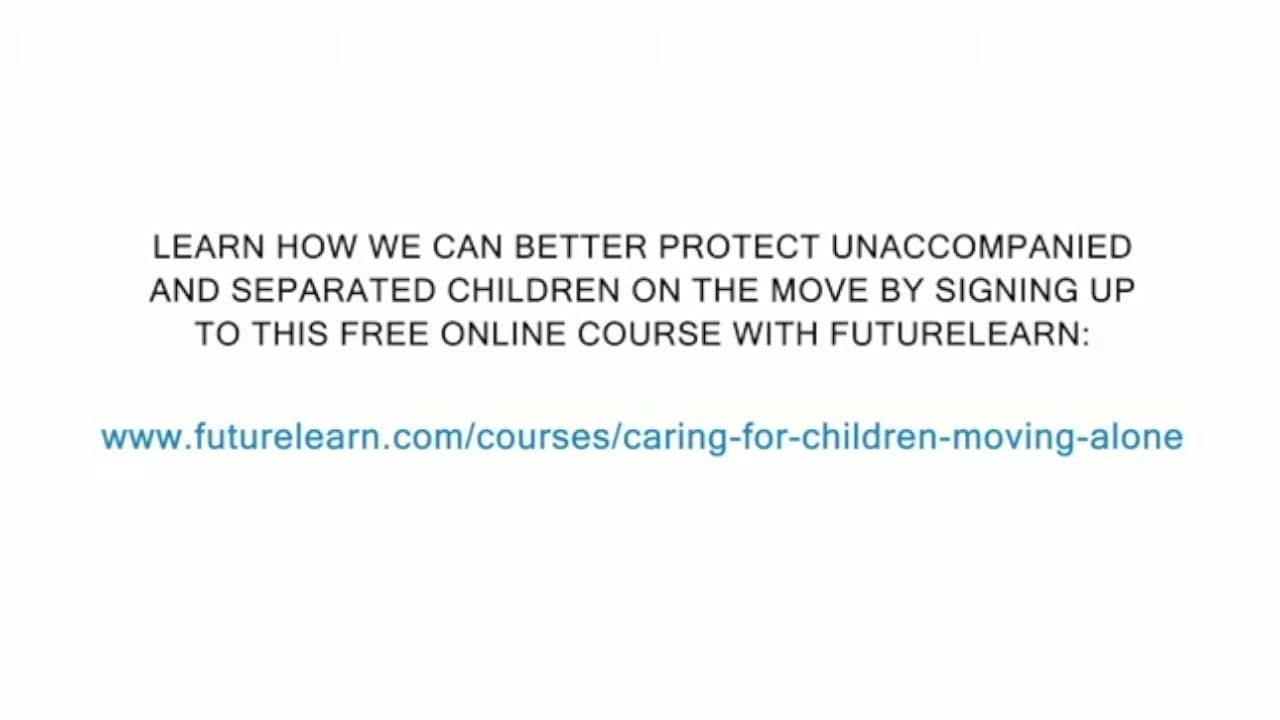 LEARN HOW WE CAN BETTER PROTECT UNACCOMPANIED
AND SEPARATED CHILDREN ON THE MOVE BY SIGNING UP
TO THIS FREE ONLINE COURSE WITH FUTURELEARN:
www.futurelearn.com/courses/caring-for-children-moving-alone